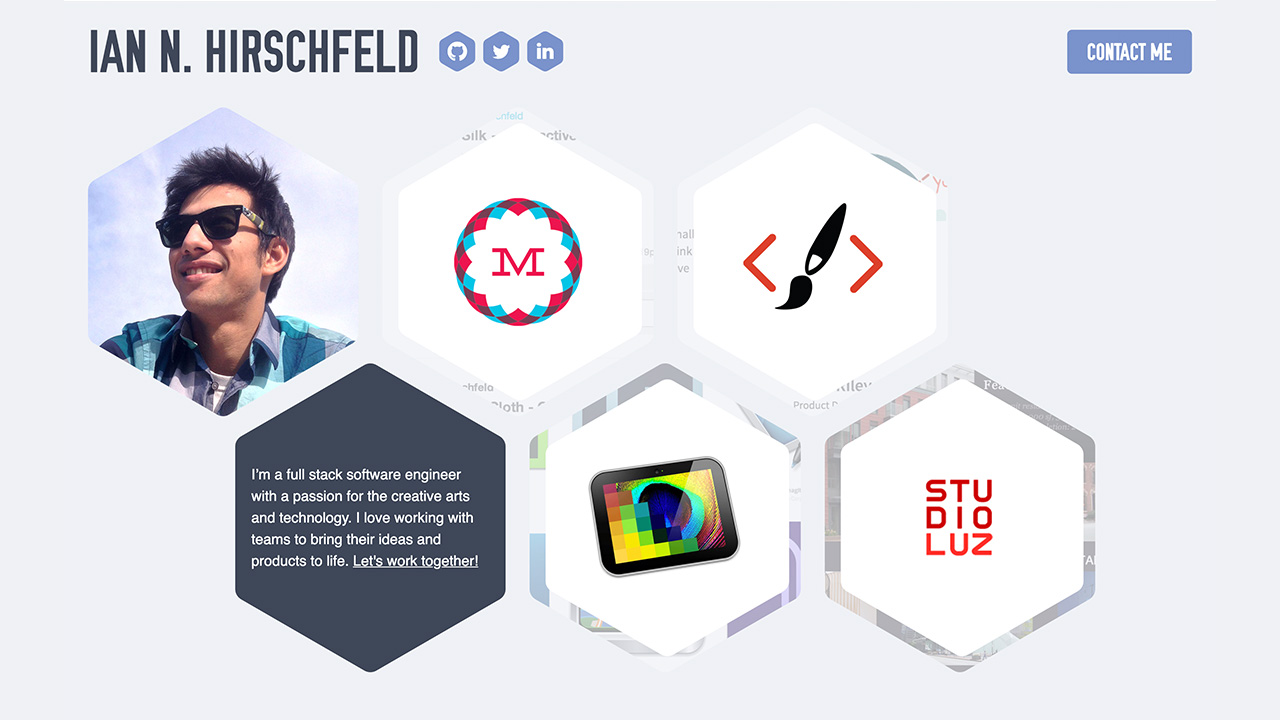 IAN N. HIRSCHFELD
CONTACT ME
M
I'm a full stack software engineer
with a passion for the creative arts
and technology. I love working with
teams to bring their ideas and
products to life. Let's work together!
STU
DIO
LUZ